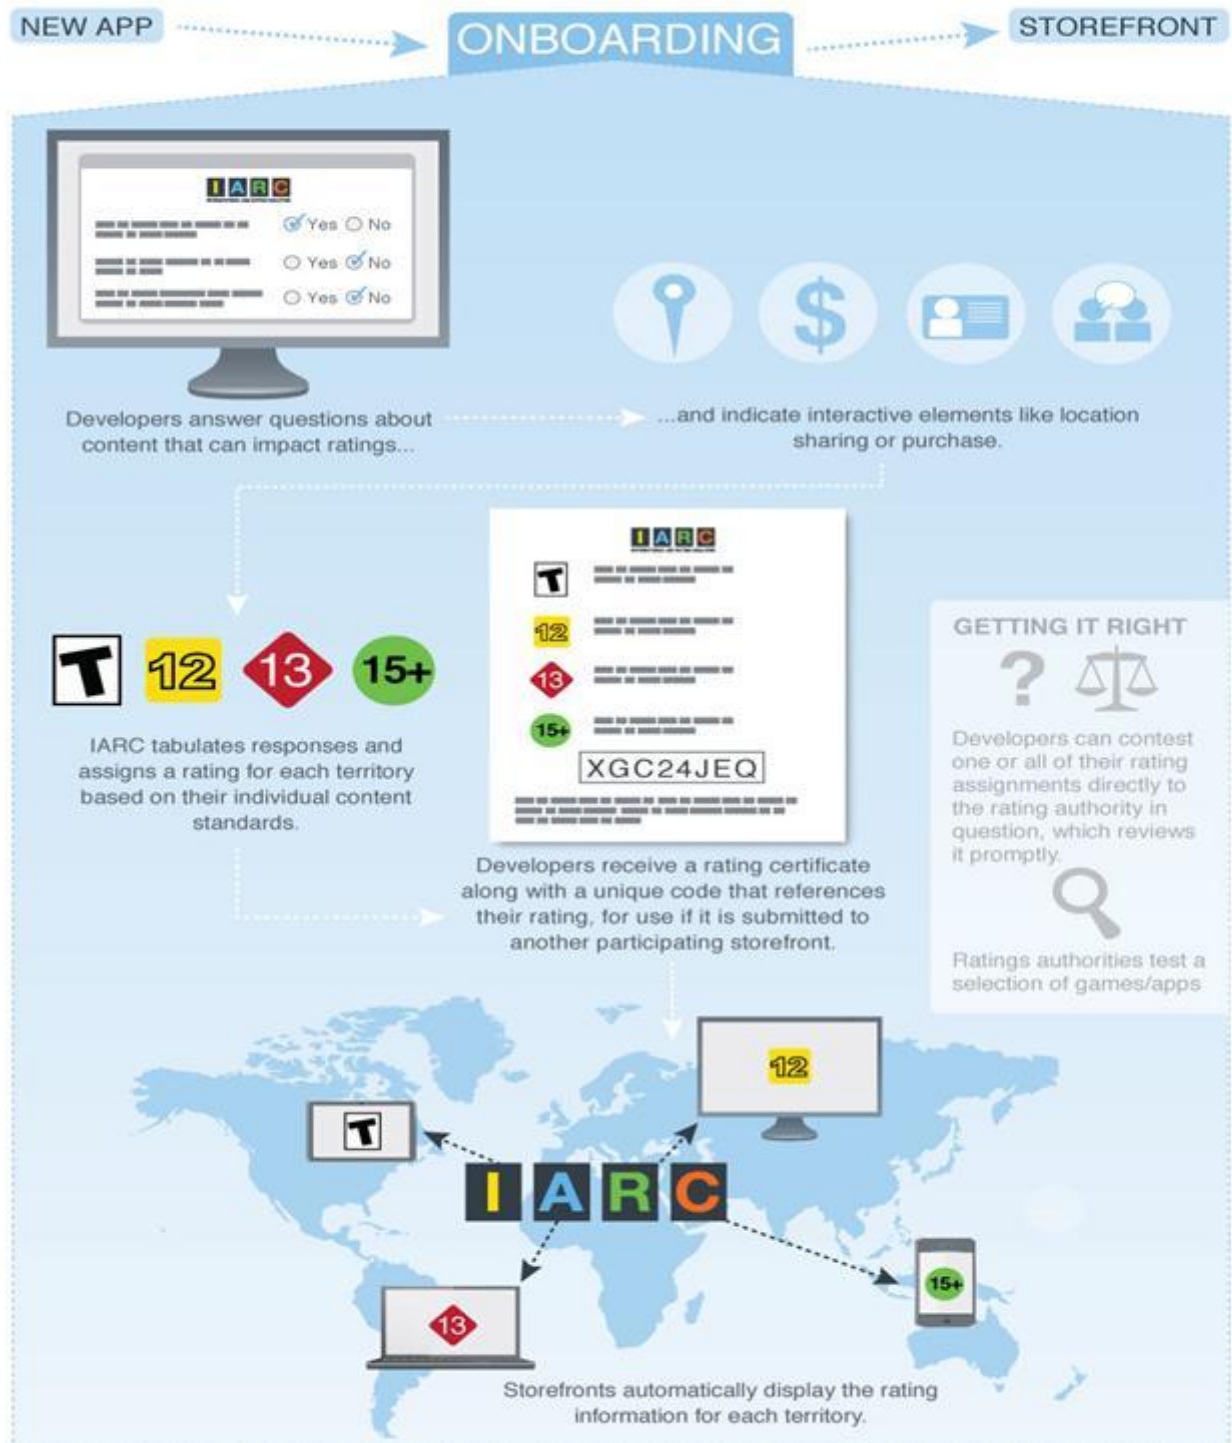 NEW APP
ONBOARDING
STOREFRONT
IARC
Yes No
Yes No
Yes No
Developers answer questions about
content that can impact ratings...
$
...and indicate interactive elements like location
sharing or purchase.
T 12 13 15+
IARC tabulates responses and
assigns a rating for each territory
based on their individual content
standards.
IARC
T
12
13
15+
XGC24JEQ
Developers receive a rating certificate
along with a unique code that references
their rating, for use if it is submitted to
another participating storefront.
GETTING IT RIGHT
?
Developers can contest
one or all of their rating
assignments directly to
the rating authority in
question, which reviews
it promptly.
Ratings authorities test a
selection of games/apps
12
T
IARC
15+
13
Storefronts automatically display the rating
information for each territory.